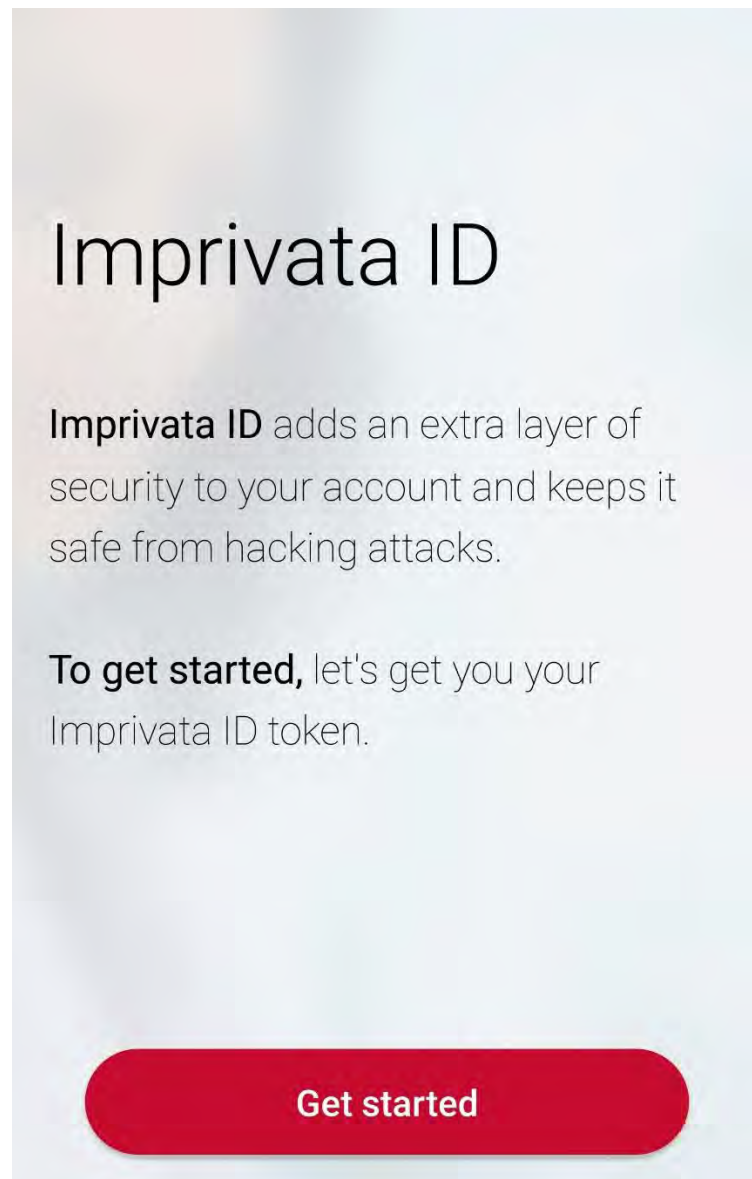 Imprivata ID
Imprivata ID adds an extra layer of
security to your account and keeps it
safe from hacking attacks.
To get started, let's get you your
Imprivata ID token.
Get started